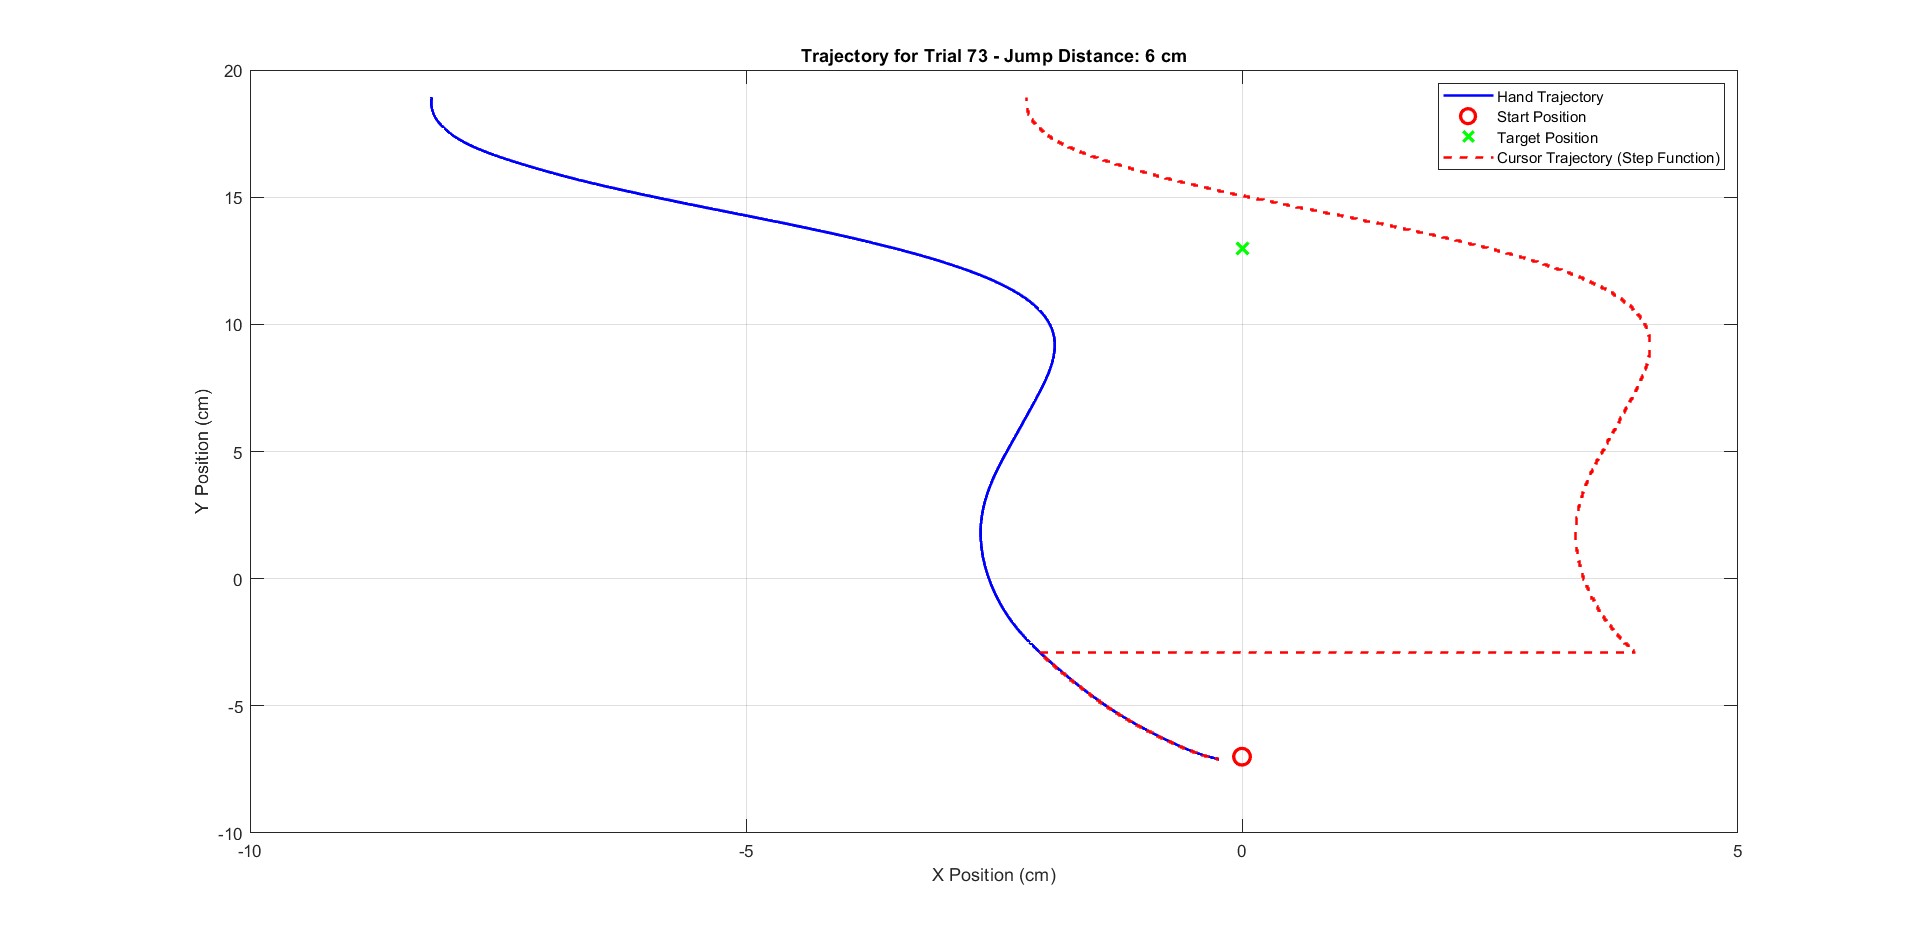 Trajectory for Trial 73 - Jump Distance: 6 cm
Hand Trajectory
Start Position
Target Position
Cursor Trajectory (Step Function)
Y Position (cm)
20
15
10
5
0
-5
-10
-10
-5
0
5
X Position (cm)